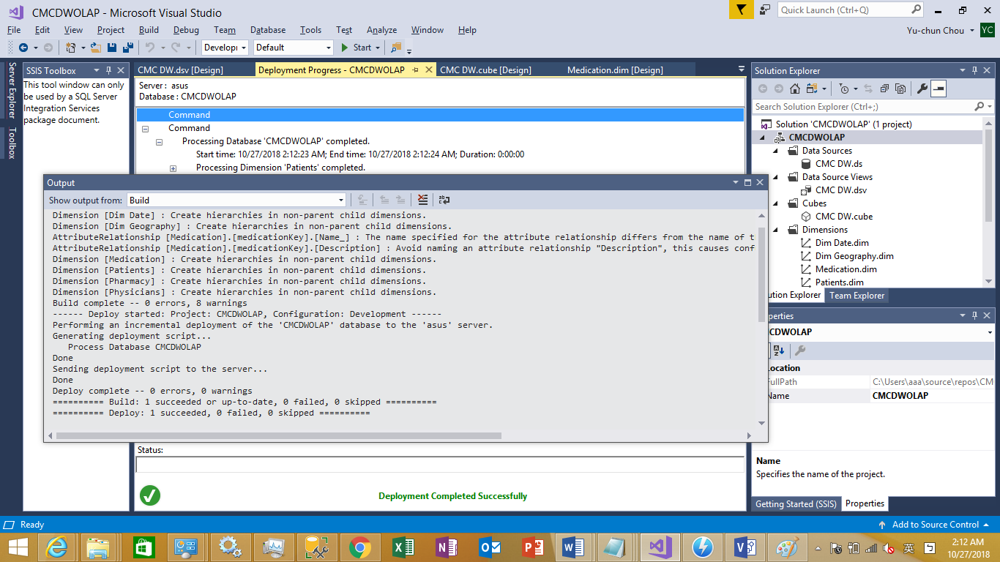 CMCDWOLAP - Microsoft Visual Studio
Quick Launch (Ctrl+Q)
File Edit View Project Build Debug Team Database Tools Test Analyze Window Help
Yu-chun Chou YC
Developı Default Start
Server Explorer
Toolbox
SSIS Toolbox
This tool window can only
be used by a SQL Server
Integration Services
package document.
CMC DW.dsv [Design] Deployment Progress - CMCDWOLAP CMC DW.cube [Design] Medication.dim [Design]
Server : asus
Database : CMCDWOLAP
Command
Command
Processing Database 'CMCDWOLAP' completed.
Start time: 10/27/2018 2:12:23 AM; End time: 10/27/2018 2:12:24 AM; Duration: 0:00:00
Processing Dimension 'Patients' completed.
Output
Show output from: Build
Dimension [Dim Date] : Create hierarchies in non-parent child dimensions.
Dimension [Dim Geography] : Create hierarchies in non-parent child dimensions.
AttributeRelationship [Medication].[medicationKey].[Name_] : The name specified for the attribute relationship differs from the name of t
AttributeRelationship [Medication].[medicationKey].[Description] : Avoid naming an attribute relationship "Description", this causes conf
Dimension [Medication] : Create hierarchies in non-parent child dimensions.
Dimension [Patients] : Create hierarchies in non-parent child dimensions.
Dimension [Pharmacy] : Create hierarchies in non-parent child dimensions.
Dimension [Physicians] : Create hierarchies in non-parent child dimensions.
Build complete -- 0 errors, 8 warnings
------ Deploy started: Project: CMCDWOLAP, Configuration: Development ------
Performing an incremental deployment of the 'CMCDWOLAP' database to the 'asus' server.
Generating deployment script...
Process Database CMCDWOLAP
Done
Sending deployment script to the server...
Done
Deploy complete -- 0 errors, 0 warnings
========== Build: 1 succeeded or up-to-date, 0 failed, 0 skipped ==========
========== Deploy: 1 succeeded, 0 failed, 0 skipped ==========
Status:
Deployment Completed Successfully
Solution Explorer
Search Solution Explorer (Ctrl+;)
Solution 'CMCDWOLAP' (1 project)
CMCDWOLAP
Data Sources
CMC DW.ds
Data Source Views
CMC DW.dsv
Cubes
CMC DW.cube
Dimensions
Dim Date.dim
Dim Geography.dim
Medication.dim
Patients.dim
ution Explorer Team Explorer
perties
CDWOLAP
ocation
FullPath C:\Users\aaa\source\repos\CM
Name CMCDWOLAP
Name
Specifies the name of the project.
Getting Started (SSIS) Properties
Ready
Add to Source Control
英
2:12 AM
10/27/2018